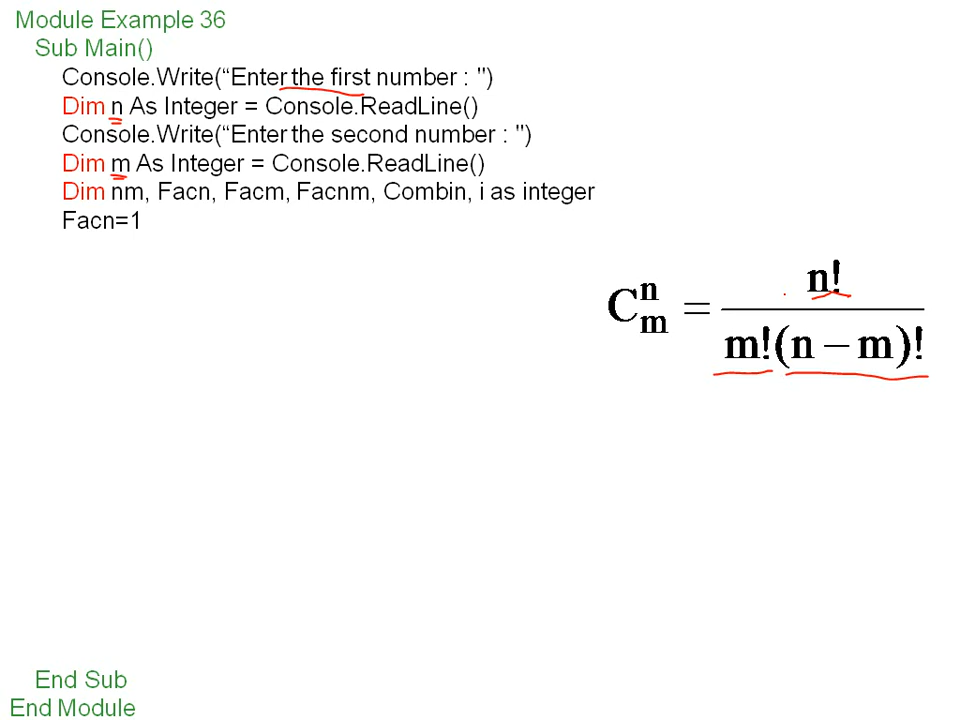 Module Example 36
Sub Main()
Console.Write(“Enter the first number : ")
Dim n As Integer = Console.ReadLine()
Console.Write(“Enter the second number : ")
Dim m As Integer = Console.ReadLine()
Dim nm, Facn, Facm, Facnm, Combin, i as integer
Facn=1
C^n_m = n! / m!(n – m)!
End Sub
End Module